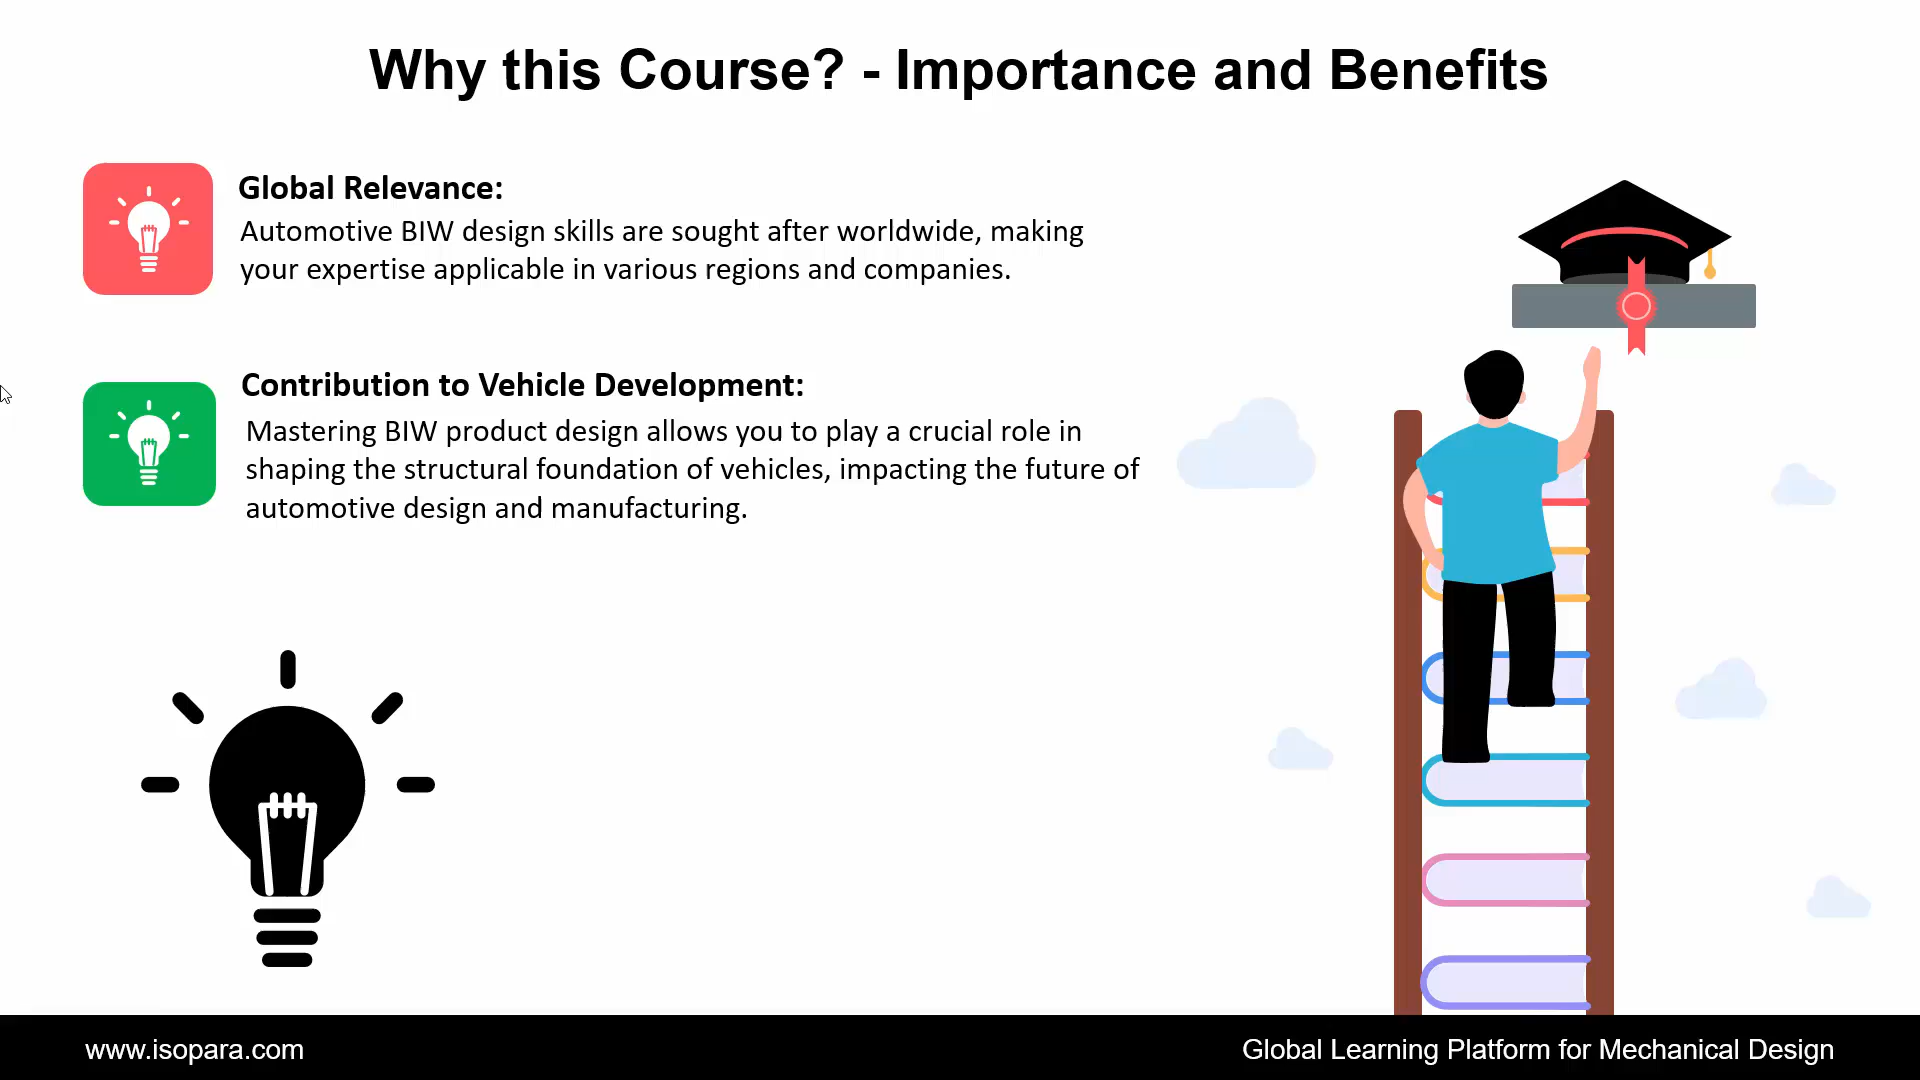 Why this Course? - Importance and Benefits
Global Relevance:
Automotive BIW design skills are sought after worldwide, making
your expertise applicable in various regions and companies.
Contribution to Vehicle Development:
Mastering BIW product design allows you to play a crucial role in
shaping the structural foundation of vehicles, impacting the future of
automotive design and manufacturing.
www.isopara.com
Global Learning Platform for Mechanical Design